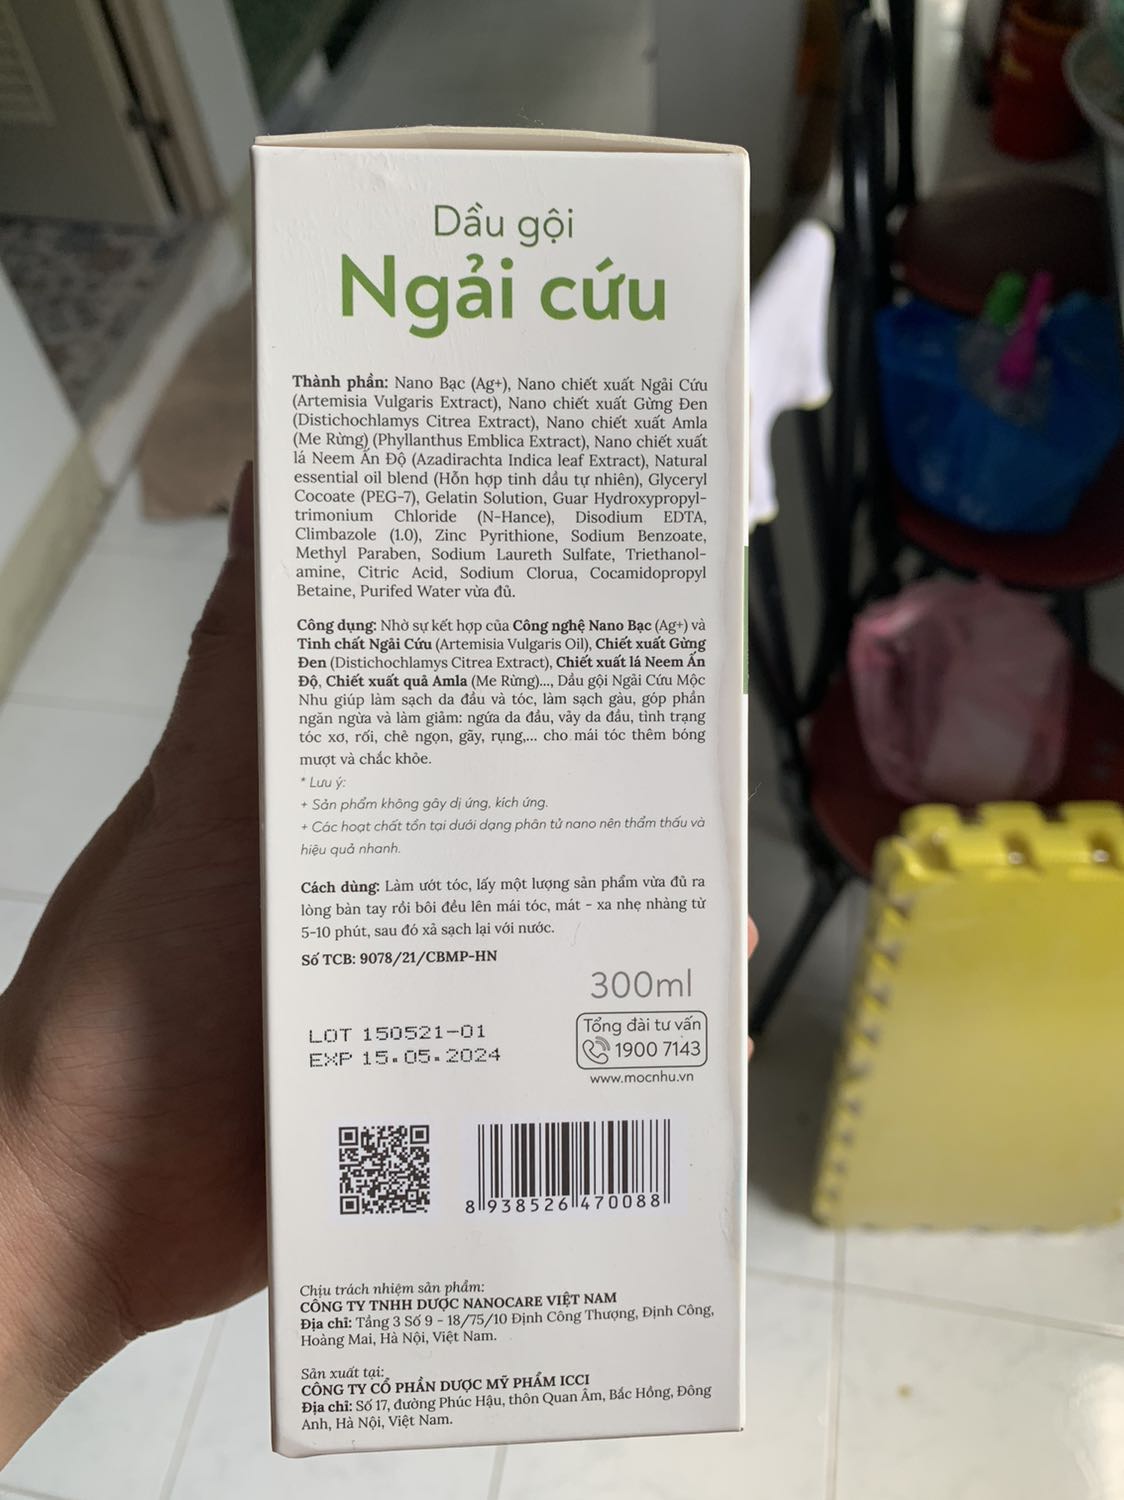 Dầu gội
Ngải cứu
Thành phần: Nano Bạc (Ag+), Nano chiết xuất Ngải Cứu
(Artemisia Vulgaris Extract), Nano chiết xuất Gừng Đen
(Distichochlamys Citrea Extract), Nano chiết xuất Amla
(Me Rừng) (Phyllanthus Emblica Extract), Nano chiết xuất
lá Neem Ấn Độ (Azadirachta Indica leaf Extract), Natural
essential oil blend (Hỗn hợp tinh dầu tự nhiên), Glyceryl
Cocoate (PEG-7), Gelatin Solution, Guar Hydroxypropyl-
trimonium Chloride (N-Hance), Disodium EDTA,
Climbazole (1.0), Zinc Pyrithione, Sodium Benzoate,
Methyl Paraben, Sodium Laureth Sulfate, Triethanol-
amine, Citric Acid, Sodium Clorua, Cocamidopropyl
Betaine, Purifed Water vừa đủ.
Công dụng: Nhờ sự kết hợp của Công nghệ Nano Bạc (Ag+) và
Tinh chất Ngải Cứu (Artemisia Vulgaris Oil), Chiết xuất Gừng
Đen (Distichochlamys Citrea Extract), Chiết xuất lá Neem Ấn
Độ, Chiết xuất quả Amla (Me Rừng)..., Dầu gội Ngải Cứu Mộc
Nhu giúp làm sạch da đầu và tóc, làm sạch gàu, góp phần
ngăn ngừa và làm giảm: ngứa da đầu, vảy da đầu, tình trạng
tóc xơ, rối, chẻ ngọn, gãy, rụng,... cho mái tóc thêm bóng
mượt và chắc khỏe.
* Lưu ý:
+ Sản phẩm không gây dị ứng, kích ứng.
+ Các hoạt chất tồn tại dưới dạng phân tử nano nên thẩm thấu và
hiệu quả nhanh.
Cách dùng: Làm ướt tóc, lấy một lượng sản phẩm vừa đủ ra
lòng bàn tay rồi bôi đều lên mái tóc, mát - xa nhẹ nhàng từ
5-10 phút, sau đó xả sạch lại với nước.
Số TCB: 9078/21/CBMP-HN
300ml
LOT 150521-01
EXP 15.05.2024
Tổng đài tư vấn
1900 7143
www.mocnhu.vn
8 938526 470088
Chịu trách nhiệm sản phẩm:
CÔNG TY TNHH DƯỢC NANOCARE VIỆT NAM
Địa chỉ: Tầng 3 Số 9 - 18/75/10 Định Công Thượng, Định Công,
Hoàng Mai, Hà Nội, Việt Nam.
Sản xuất tại:
CÔNG TY CỔ PHẦN DƯỢC MỸ PHẨM ICCI
Địa chỉ: Số 17, đường Phúc Hậu, thôn Quan Âm, Bắc Hồng, Đông
Anh, Hà Nội, Việt Nam.